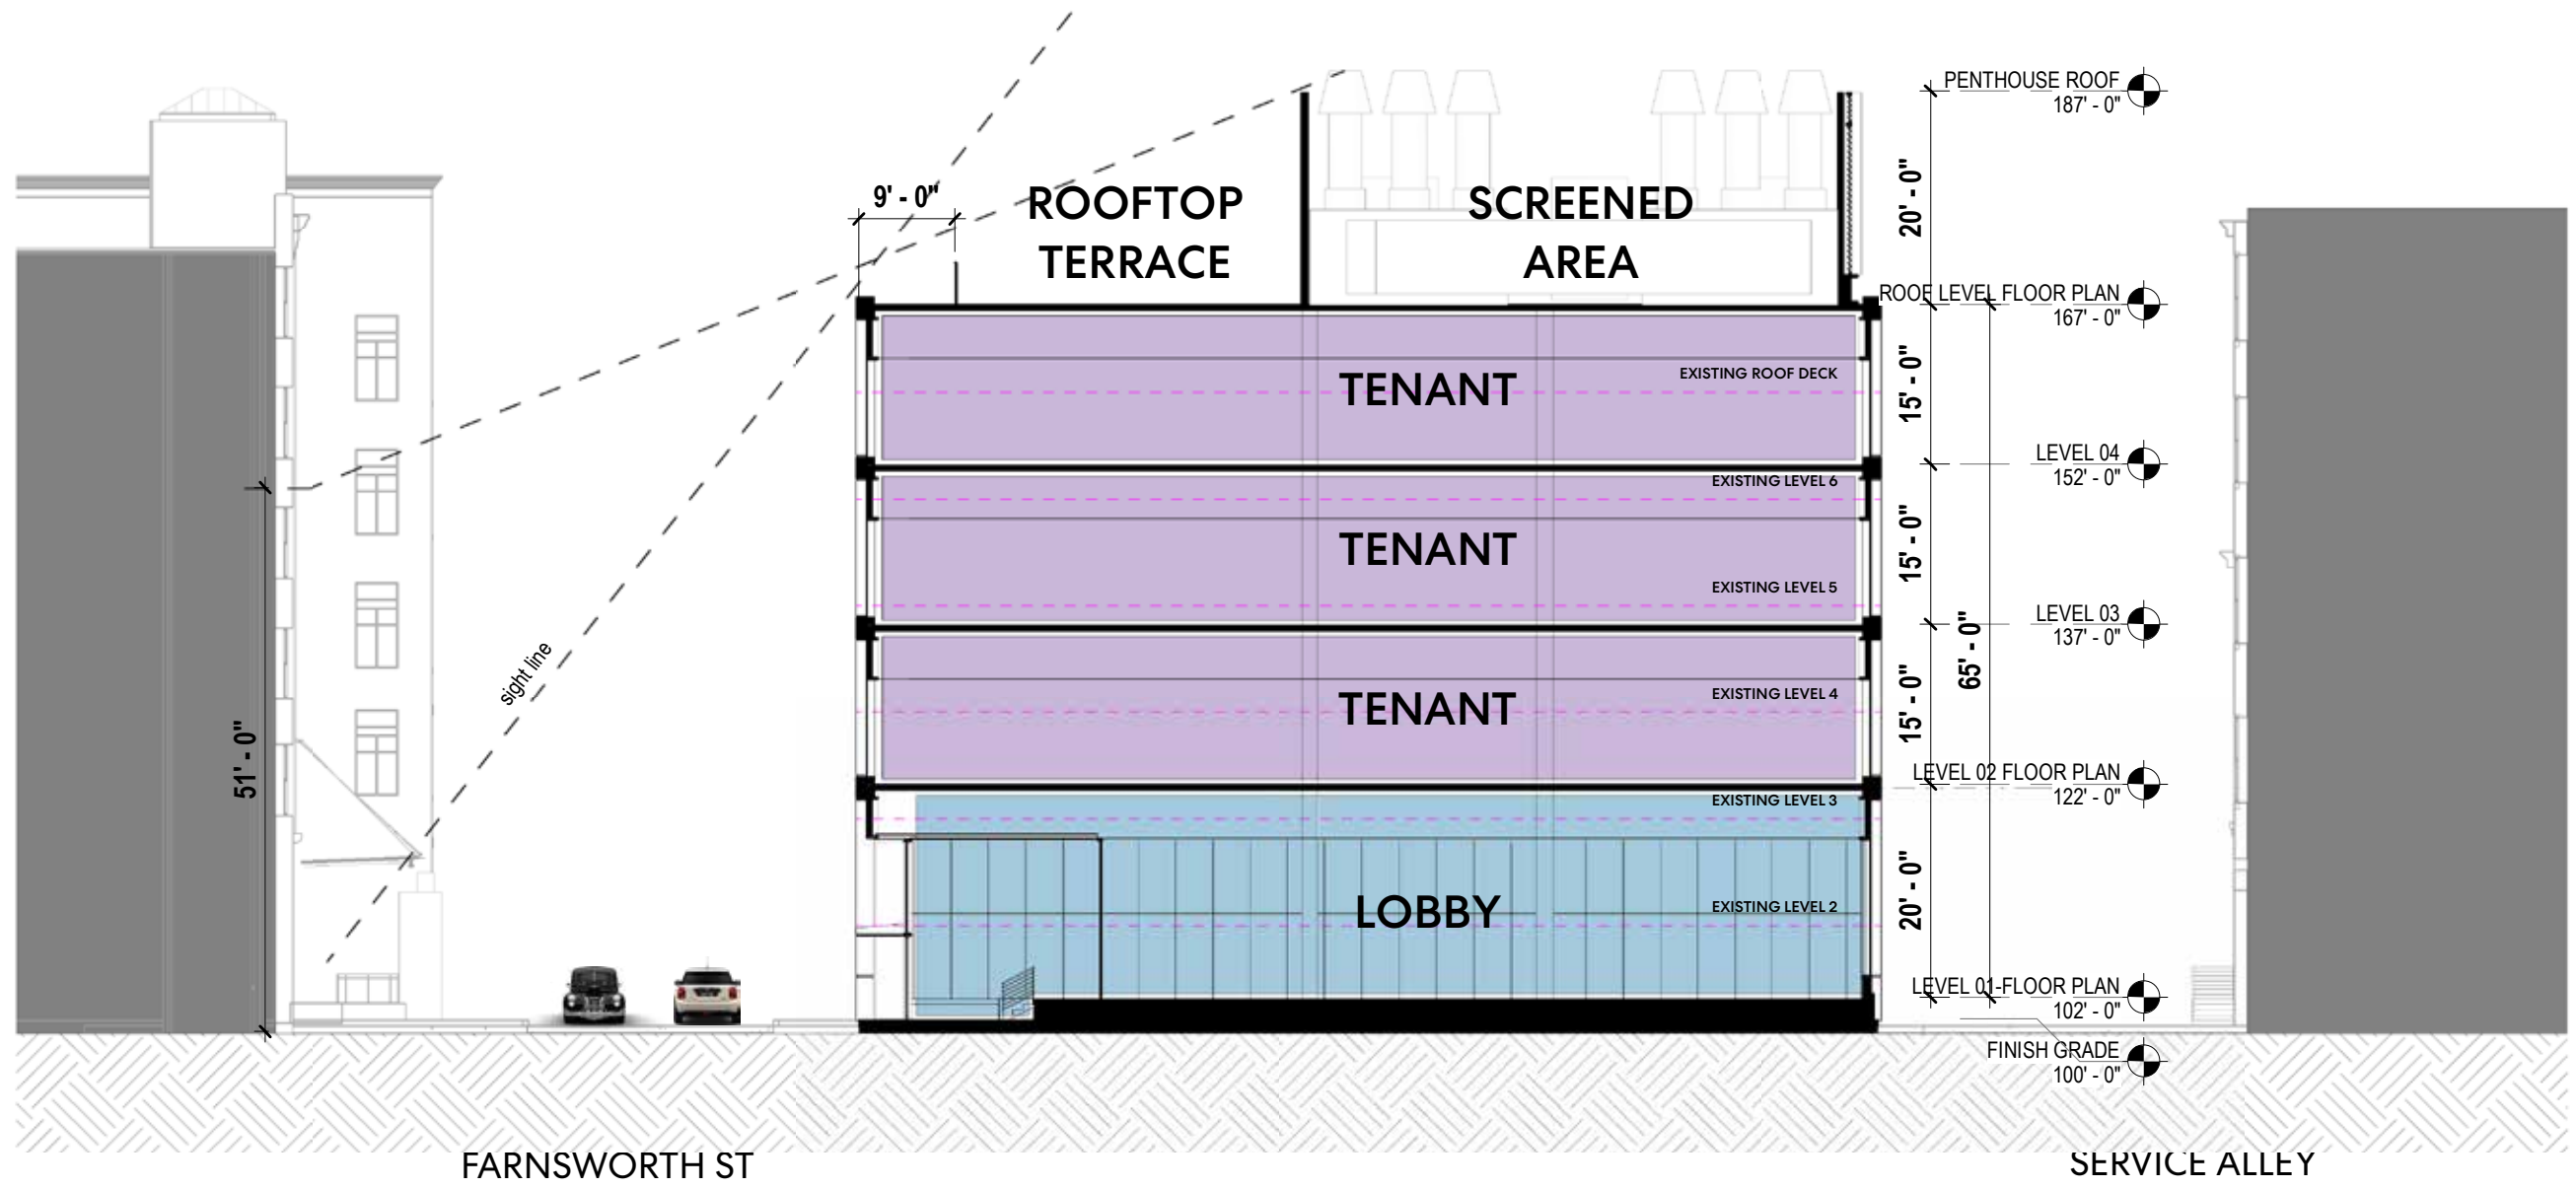 PENTHOUSE ROOF
187' - 0"
20' - 0"
9' - 0"
ROOFTOP
TERRACE
SCREENED
AREA
ROOF LEVEL FLOOR PLAN
167' - 0"
EXISTING ROOF DECK
TENANT
15' - 0"
LEVEL 04
152' - 0"
EXISTING LEVEL 6
TENANT
15' - 0"
EXISTING LEVEL 5
LEVEL 03
137' - 0"
65' - 0"
sight line
EXISTING LEVEL 4
TENANT
15' - 0"
51' - 0"
LEVEL 02 FLOOR PLAN
122' - 0"
EXISTING LEVEL 3
LOBBY
EXISTING LEVEL 2
20' - 0"
LEVEL 01-FLOOR PLAN
102' - 0"
FINISH GRADE
100' - 0"
FARNSWORTH ST
SERVICE ALLEY